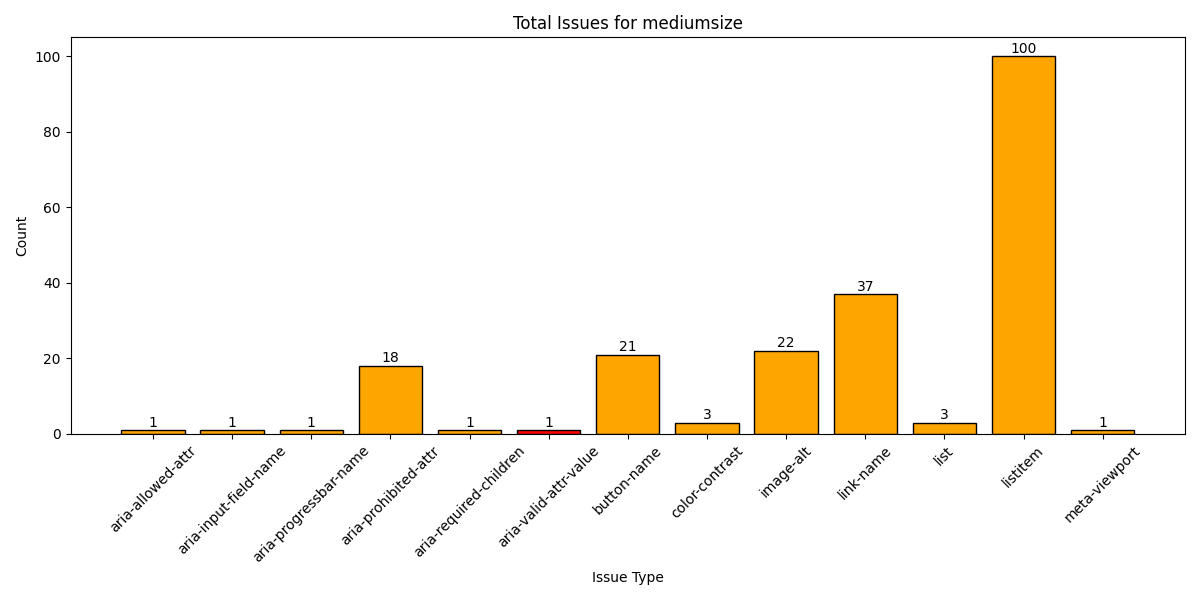 Total Issues for mediumsize
Count
100
80
60
40
20
0
1
1
1
18
1
1
21
3
22
37
3
100
1
aria-allowed-attr
aria-input-field-name
aria-progressbar-name
aria-prohibited-attr
aria-required-children
aria-valid-attr-value
button-name
color-contrast
image-alt
link-name
list
listitem
meta-viewport
Issue Type